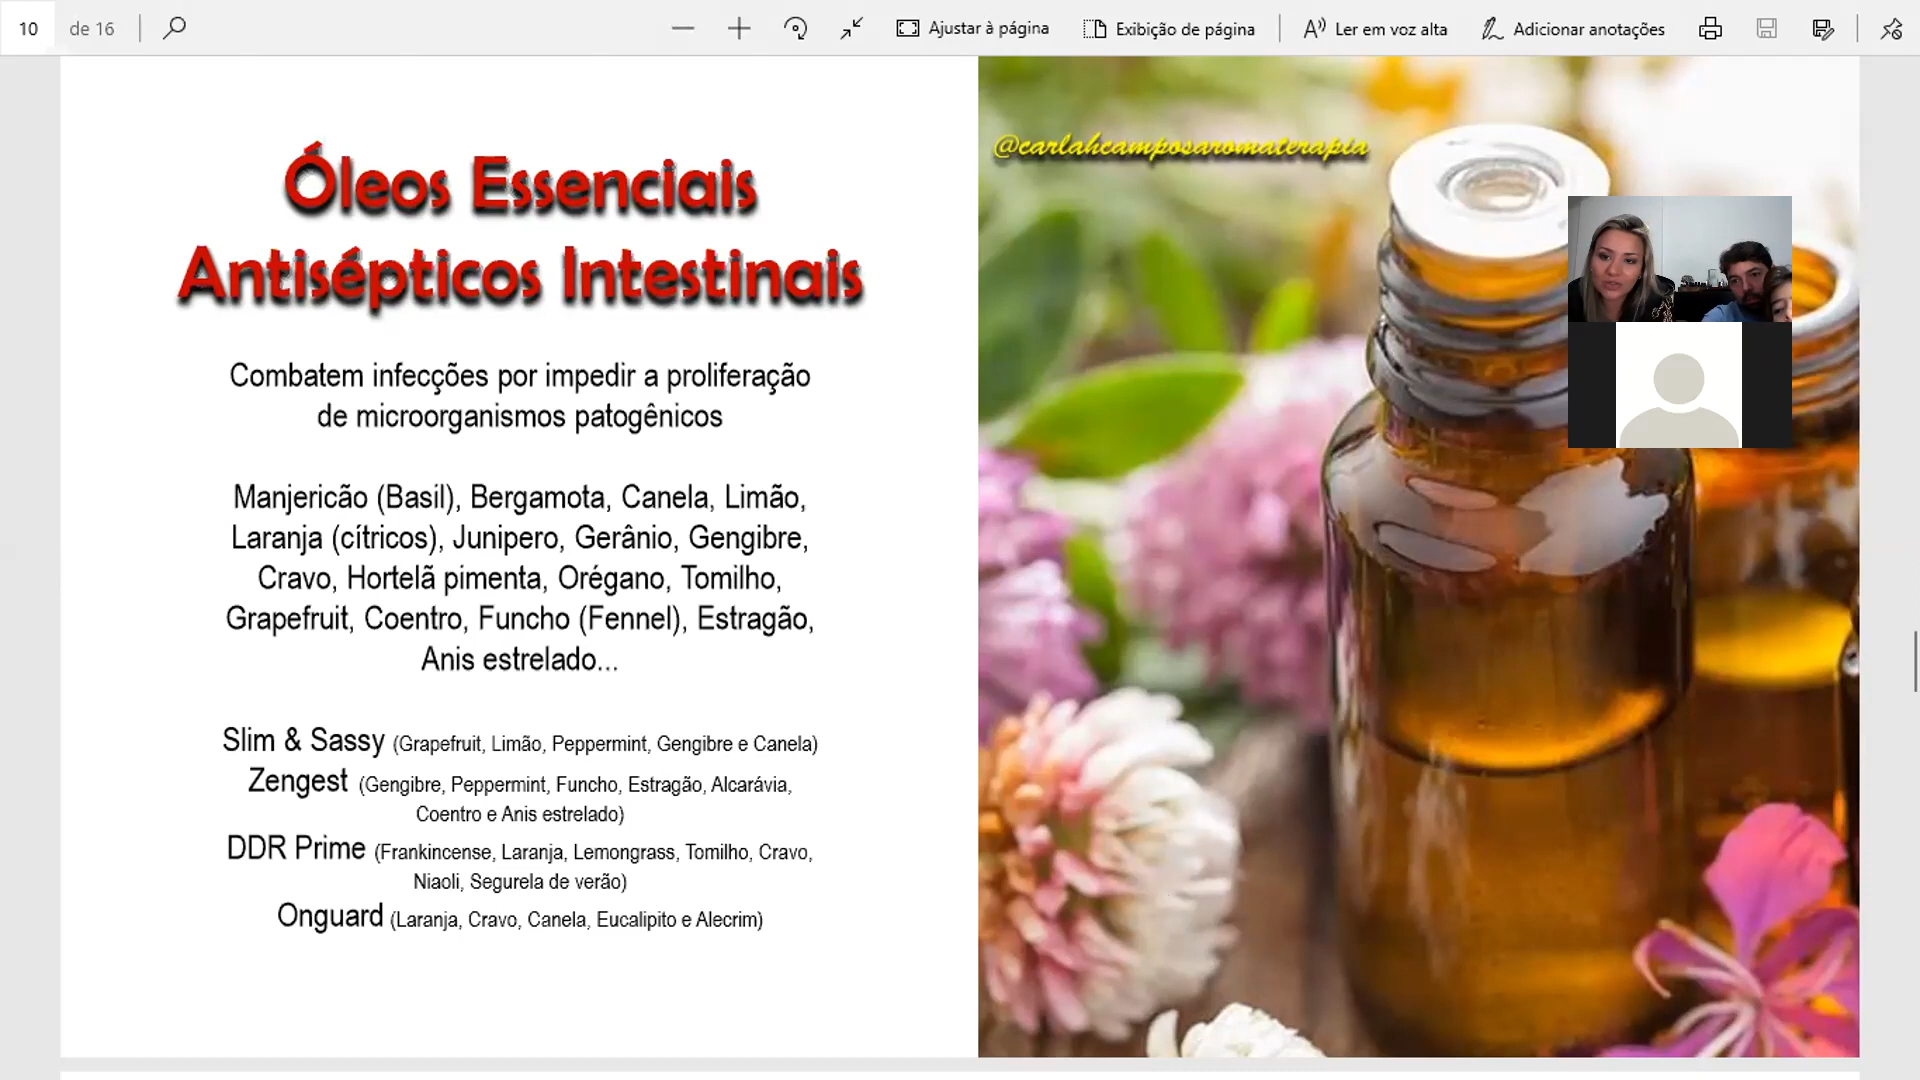 10 de 16
Ajustar à página
Exibição de página
Ler em voz alta
Adicionar anotações
Óleos Essenciais
Antisépticos Intestinais
Combatem infecções por impedir a proliferação
de microorganismos patogênicos
Manjericão (Basil), Bergamota, Canela, Limão,
Laranja (cítricos), Junipero, Gerânio, Gengibre,
Cravo, Hortelã pimenta, Orégano, Tomilho,
Grapefruit, Coentro, Funcho (Fennel), Estragão,
Anis estrelado...
Slim & Sassy (Grapefruit, Limão, Peppermint, Gengibre e Canela)
Zengest (Gengibre, Peppermint, Funcho, Estragão, Alcarávia,
Coentro e Anis estrelado)
DDR Prime (Frankincense, Laranja, Lemongrass, Tomilho, Cravo,
Niaoli, Segurela de verão)
Onguard (Laranja, Cravo, Canela, Eucalipito e Alecrim)
@carlahcamposaromaterapia